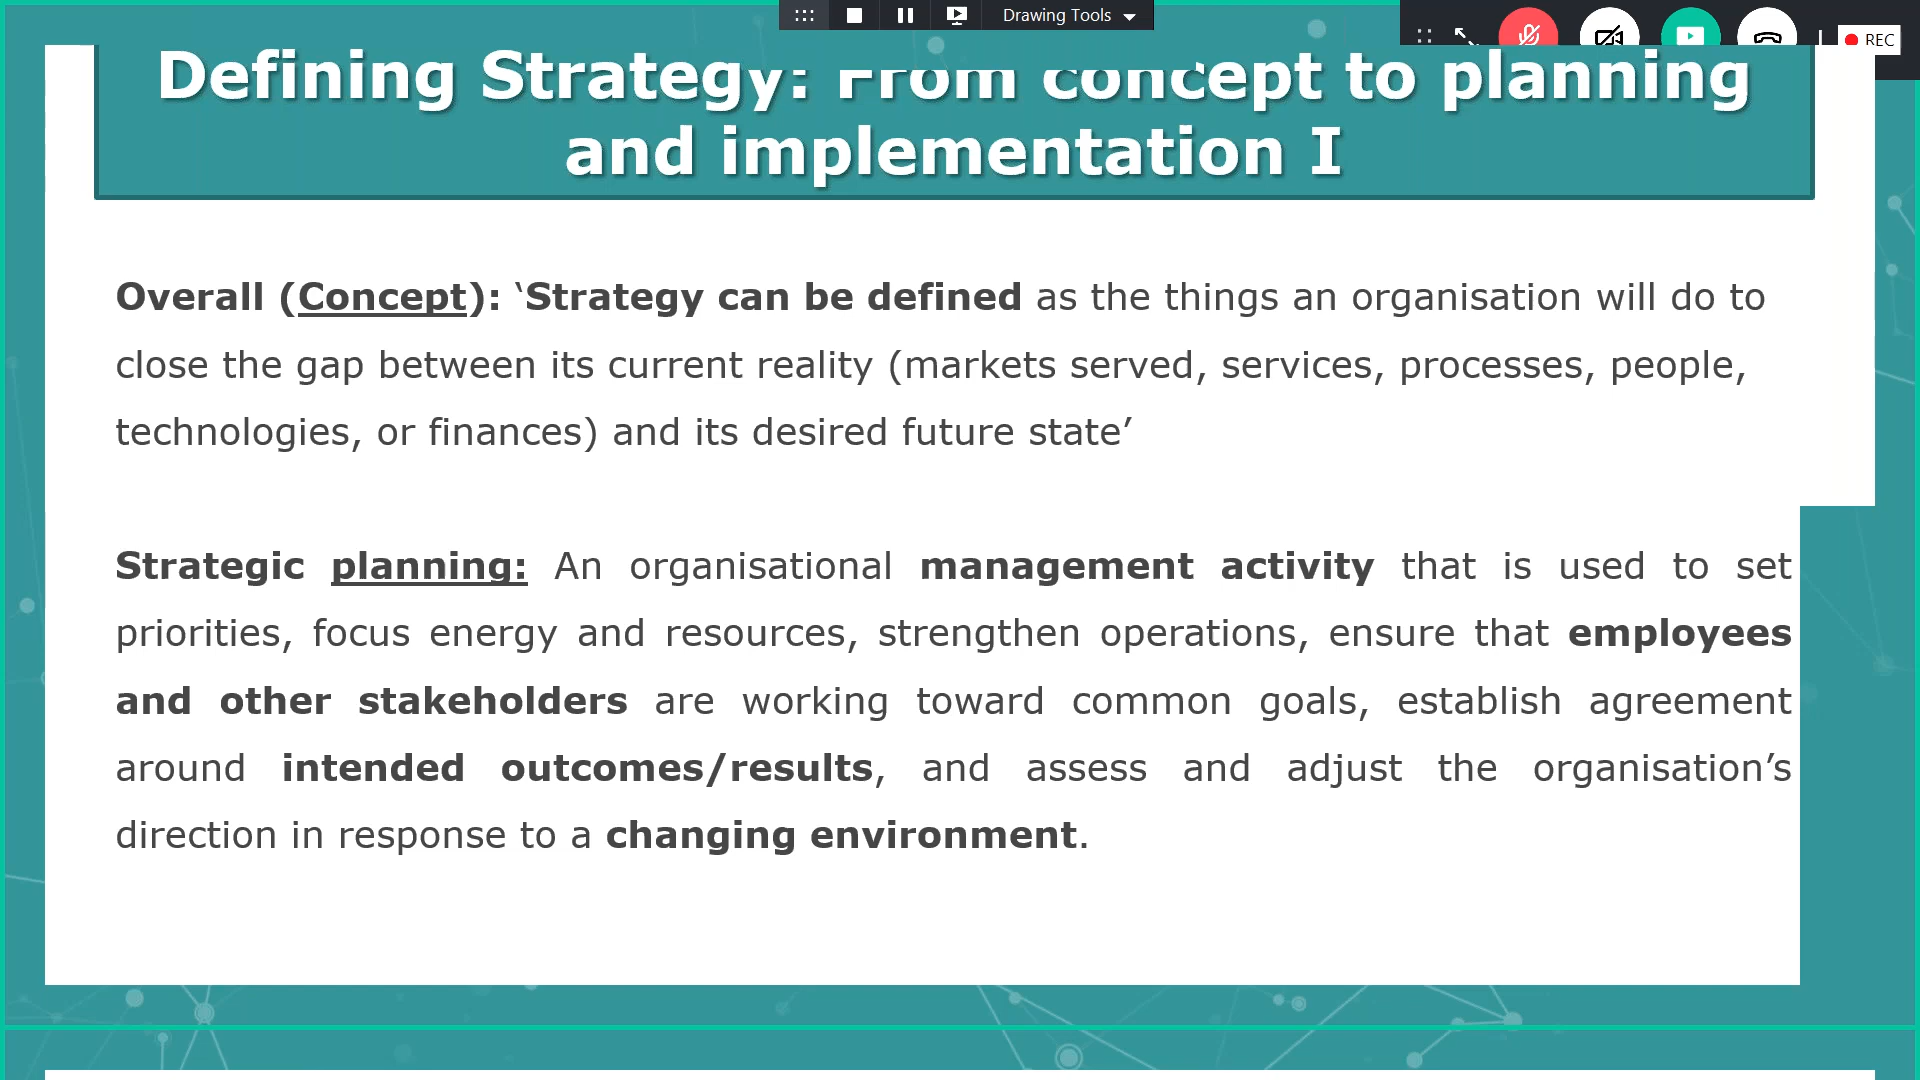 Drawing Tools
REC
Defining Strategy: From concept to planning
and implementation I
Overall (Concept): ‘Strategy can be defined as the things an organisation will do to
close the gap between its current reality (markets served, services, processes, people,
technologies, or finances) and its desired future state’
Strategic planning: An organisational management activity that is used to set
priorities, focus energy and resources, strengthen operations, ensure that employees
and other stakeholders are working toward common goals, establish agreement
around intended outcomes/results, and assess and adjust the organisation’s
direction in response to a changing environment.